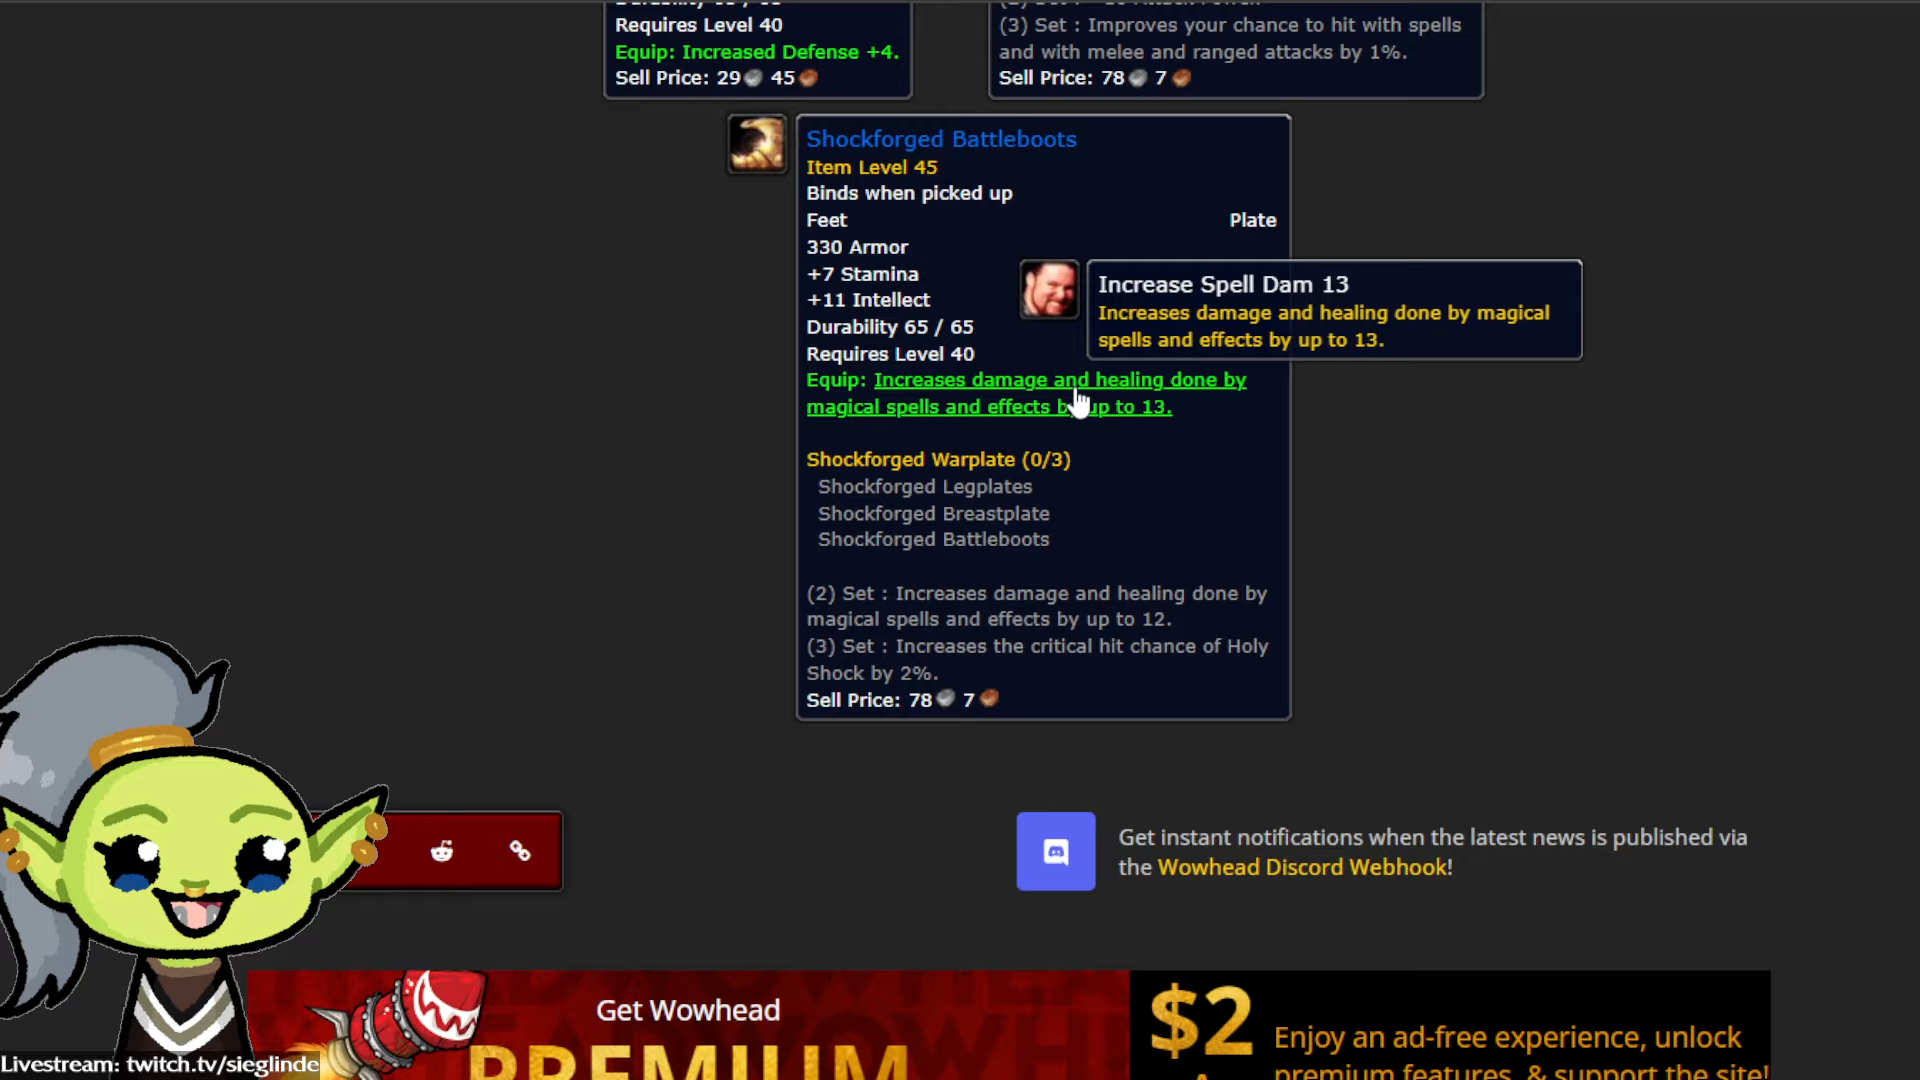 Requires Level 40
Equip: Increased Defense +4.
Sell Price: 29 45
(3) Set : Improves your chance to hit with spells
and with melee and ranged attacks by 1%.
Sell Price: 78 7
Shockforged Battleboots
Item Level 45
Binds when picked up
Feet Plate
330 Armor
+7 Stamina
+11 Intellect
Durability 65 / 65
Requires Level 40
Equip: Increases damage and healing done by
magical spells and effects by up to 13.
Increase Spell Dam 13
Increases damage and healing done by magical
spells and effects by up to 13.
Shockforged Warplate (0/3)
Shockforged Legplates
Shockforged Breastplate
Shockforged Battleboots
(2) Set : Increases damage and healing done by
magical spells and effects by up to 12.
(3) Set : Increases the critical hit chance of Holy
Shock by 2%.
Sell Price: 78 7
Get instant notifications when the latest news is published via
the Wowhead Discord Webhook!
Get Wowhead
PREMIUM
$2
Enjoy an ad-free experience, unlock
premium features, & support the site!
Livestream: twitch.tv/sieglinde